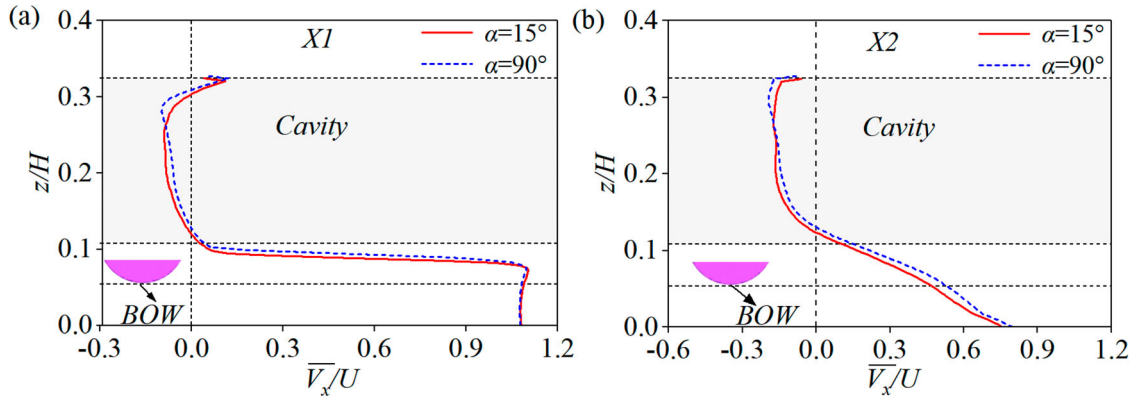 (a)
X1
α=15°
α=90°
Cavity
BOW
z/H
0.4
0.3
0.2
0.1
0.0
-0.3 0.0 0.3 0.6 0.9 1.2
V̅x̅/U
(b)
X2
α=15°
α=90°
Cavity
BOW
z/H
0.4
0.3
0.2
0.1
0.0
-0.6 -0.3 0.0 0.3 0.6 0.9 1.2
V̅x̅/U